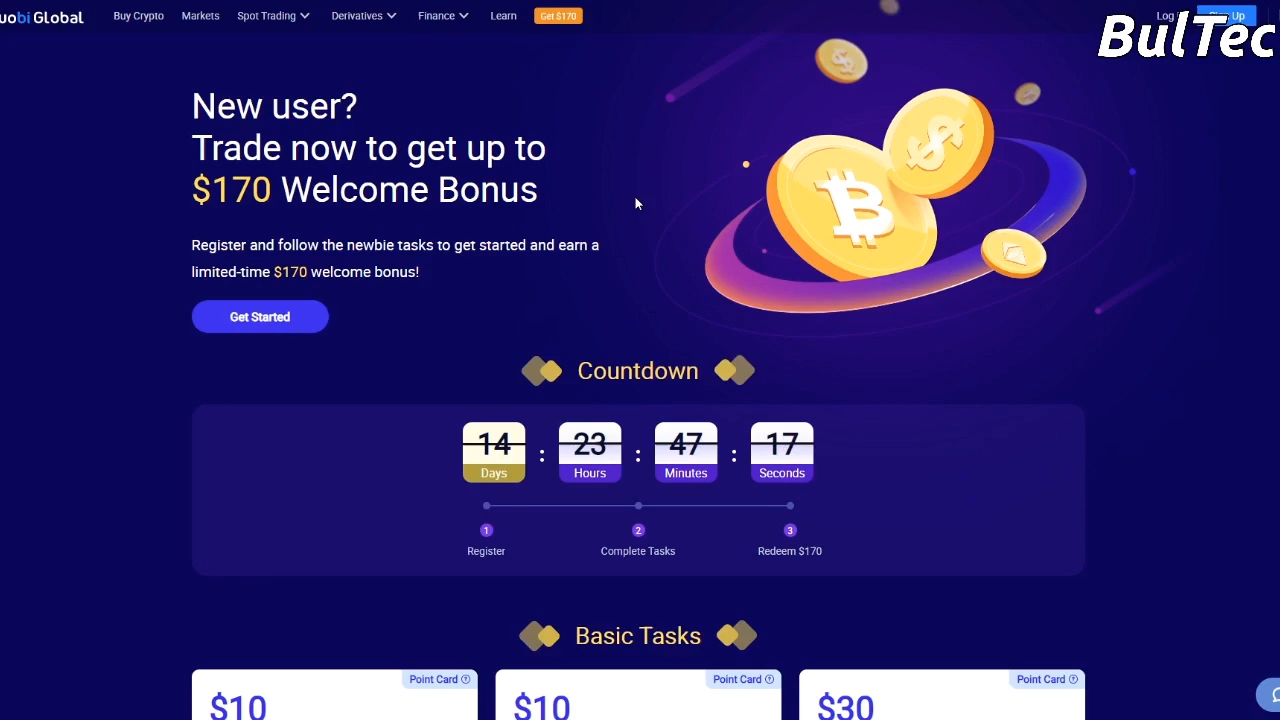 uobi Global
Buy Crypto
Markets
Spot Trading
Derivatives
Finance
Learn
Get $170
Log
Up
BulTec
New user?
Trade now to get up to
$170 Welcome Bonus
Register and follow the newbie tasks to get started and earn a
limited-time $170 welcome bonus!
Get Started
Countdown
14 : 23 : 47 : 17
Days Hours Minutes Seconds
1 2 3
Register Complete Tasks Redeem $170
Basic Tasks
Point Card Point Card Point Card
$10 $10 $30